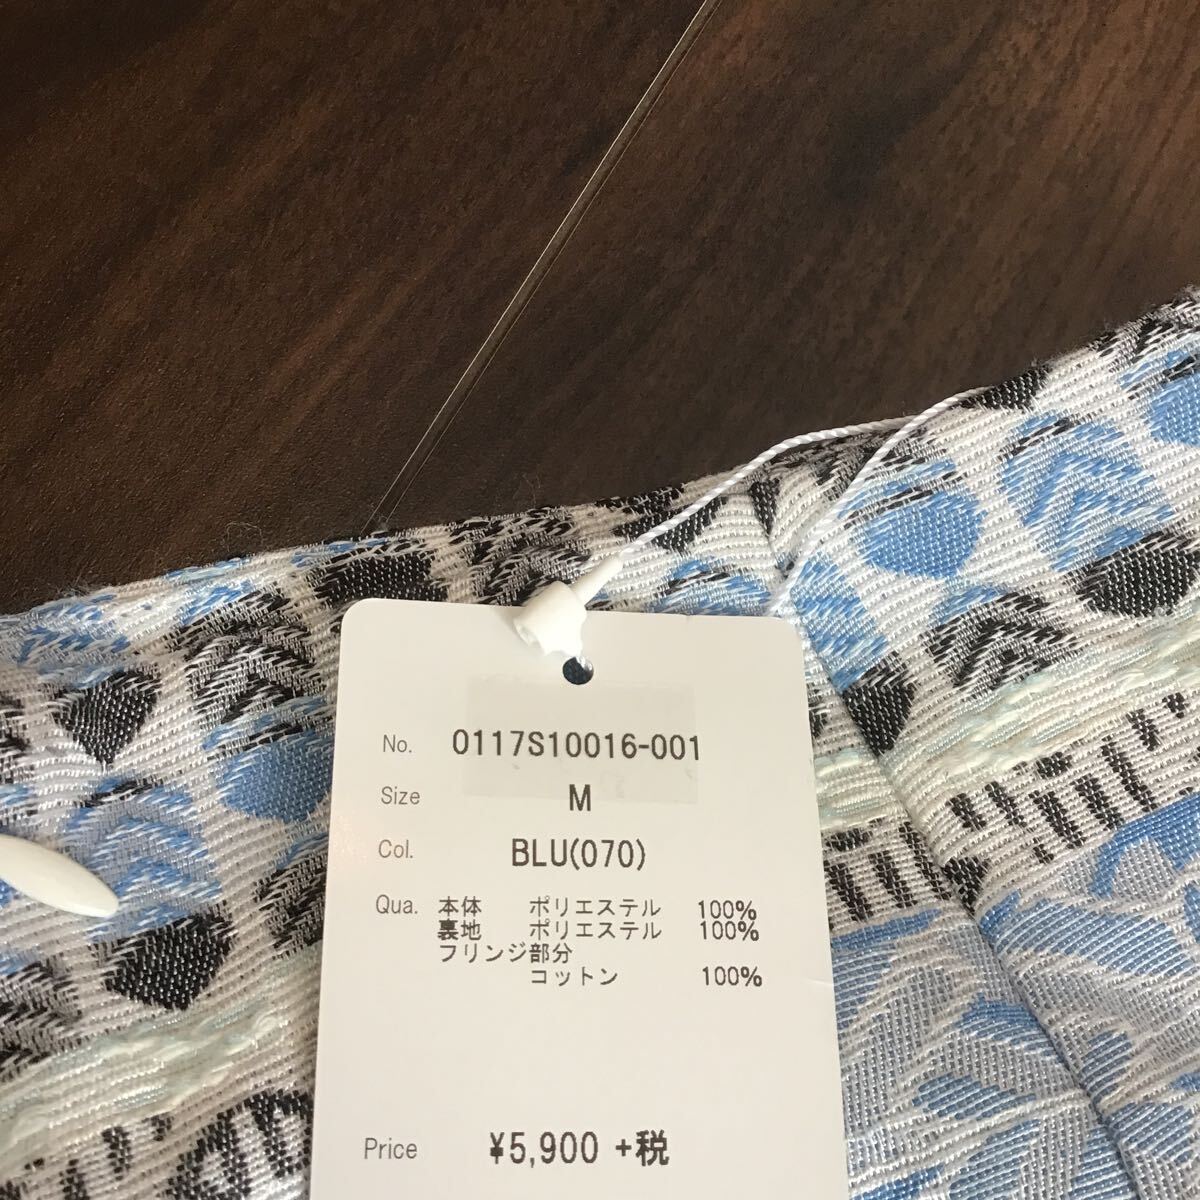 No. 0117S10016-001
Size M
Col. BLU(070)
Qua. 本体 ポリエステル 100%
裏地 ポリエステル 100%
フリンジ部分
コットン 100%
Price ¥5,900 +税